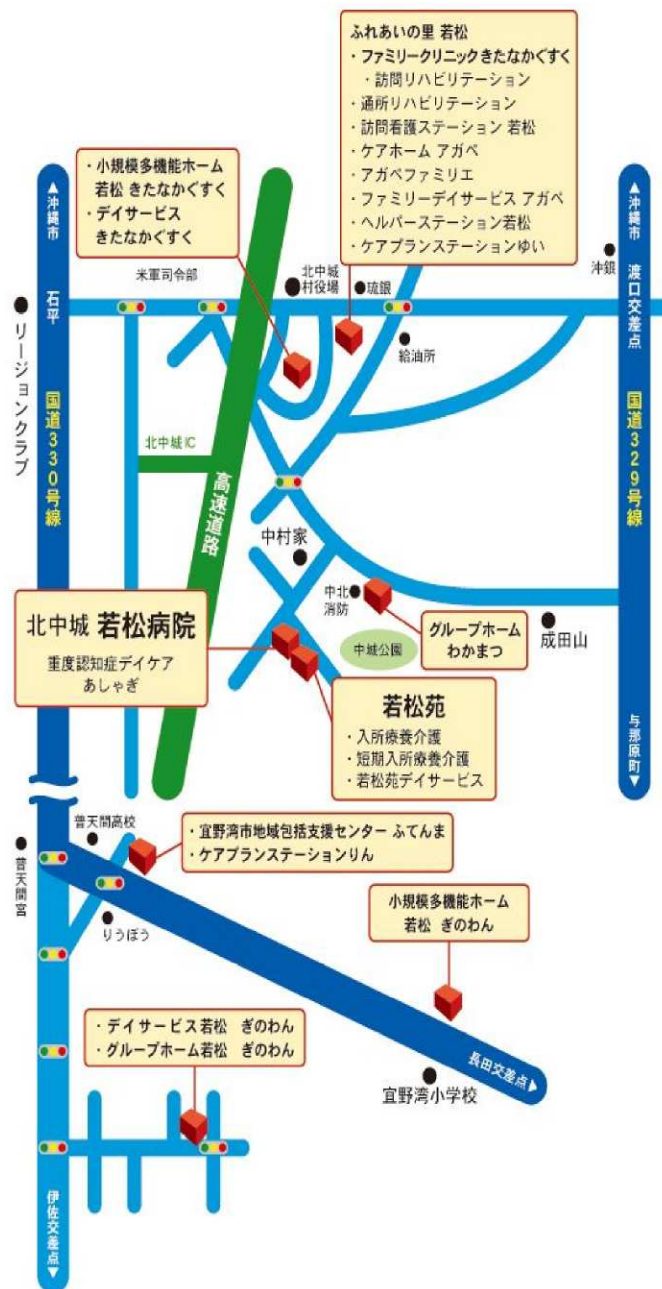 ふれあいの里 若松
・ファミリークリニックきたなかぐすく
・訪問リハビリテーション
・通所リハビリテーション
・訪問看護ステーション 若松
・ケアホーム アガペ
・アガペファミリエ
・ファミリーデイサービス アガペ
・ヘルパーステーション若松
・ケアプランステーションゆい
・小規模多機能ホーム
若松 きたなかぐすく
・デイサービス
きたなかぐすく
▲沖縄市
石平
国道330号線
リージョンクラブ
米軍司令部
北中城
村役場
琉銀
給油所
沖銀
▲沖縄市
渡口交差点
国道329号線
与那原町▼
北中城IC
高速道路
中村家
中北
消防
中城公園
成田山
グループホーム
わかまつ
北中城 若松病院
重度認知症デイケア
あしゃぎ
若松苑
・入所療養介護
・短期入所療養介護
・若松苑デイサービス
普天間高校
普天間宮
りうぼう
・宜野湾市地域包括支援センター ふてんま
・ケアプランステーションりん
小規模多機能ホーム
若松 ぎのわん
・デイサービス若松 ぎのわん
・グループホーム若松 ぎのわん
宜野湾小学校
長田交差点▶
伊佐交差点▼